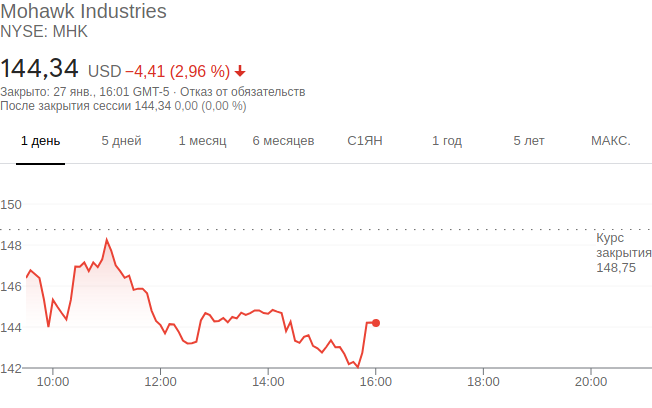 Mohawk Industries
NYSE: MHK
144,34 USD −4,41 (2,96 %)
Закрыто: 27 янв., 16:01 GMT-5 · Отказ от обязательств
После закрытия сессии 144,34 0,00 (0,00 %)
1 день 5 дней 1 месяц 6 месяцев С1ЯН 1 год 5 лет МАКС.
150
Курс
148
закрытия
148,75
146
144
142
10:00 12:00 14:00 16:00 18:00 20:00